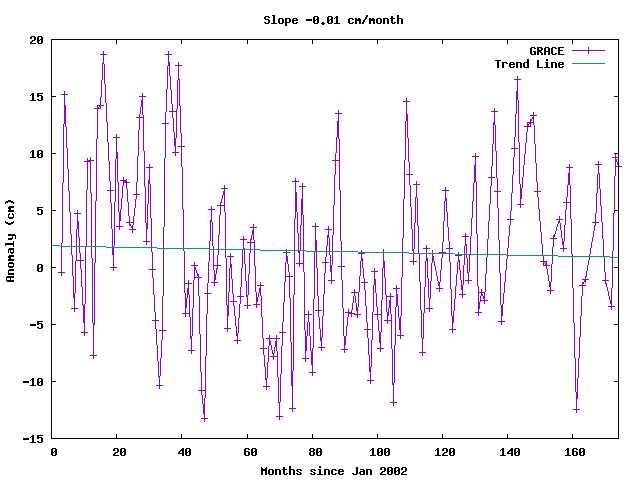 Slope -0.01 cm/month
GRACE
Trend Line
20
15
10
5
0
-5
-10
-15
Anomaly (cm)
0 20 40 60 80 100 120 140 160
Months since Jan 2002